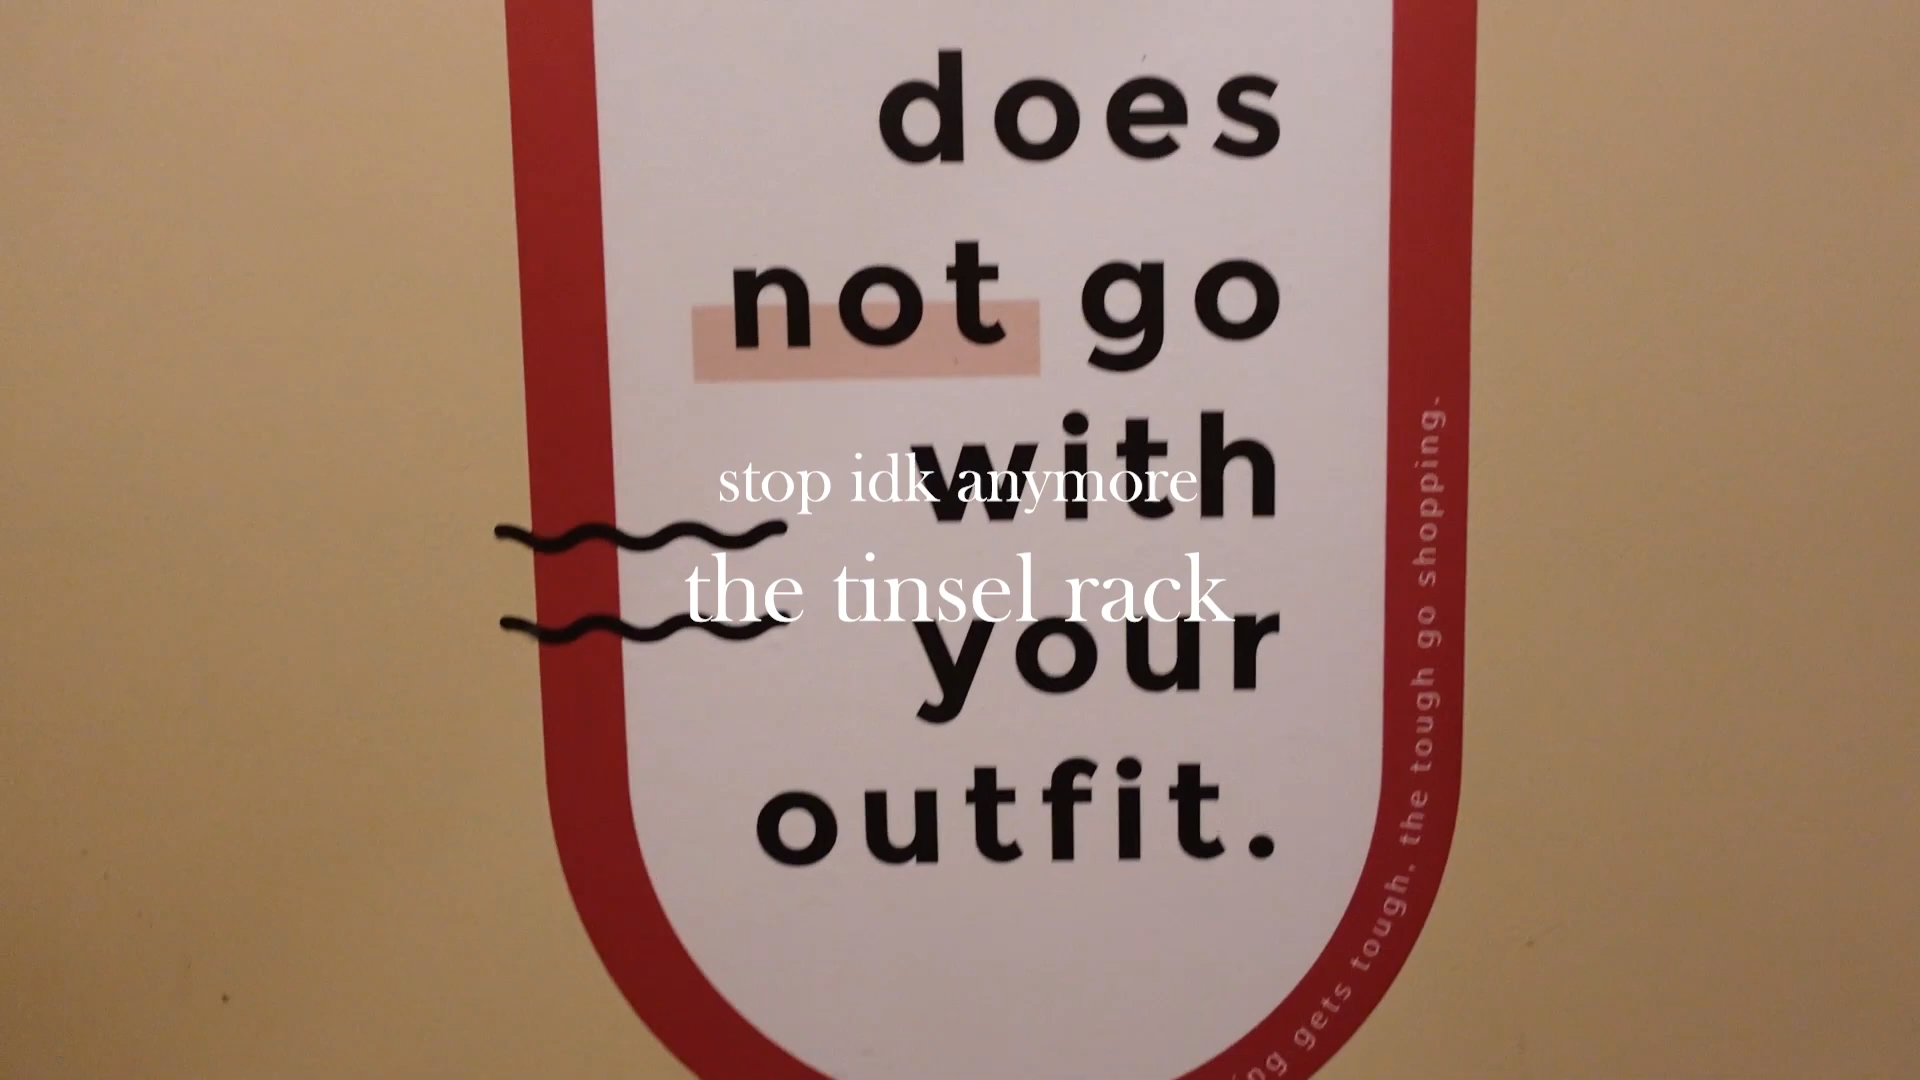 does
not go
with
your
outfit.
stop idk anymore
the tinsel rack
gets tough, the tough go shopping.